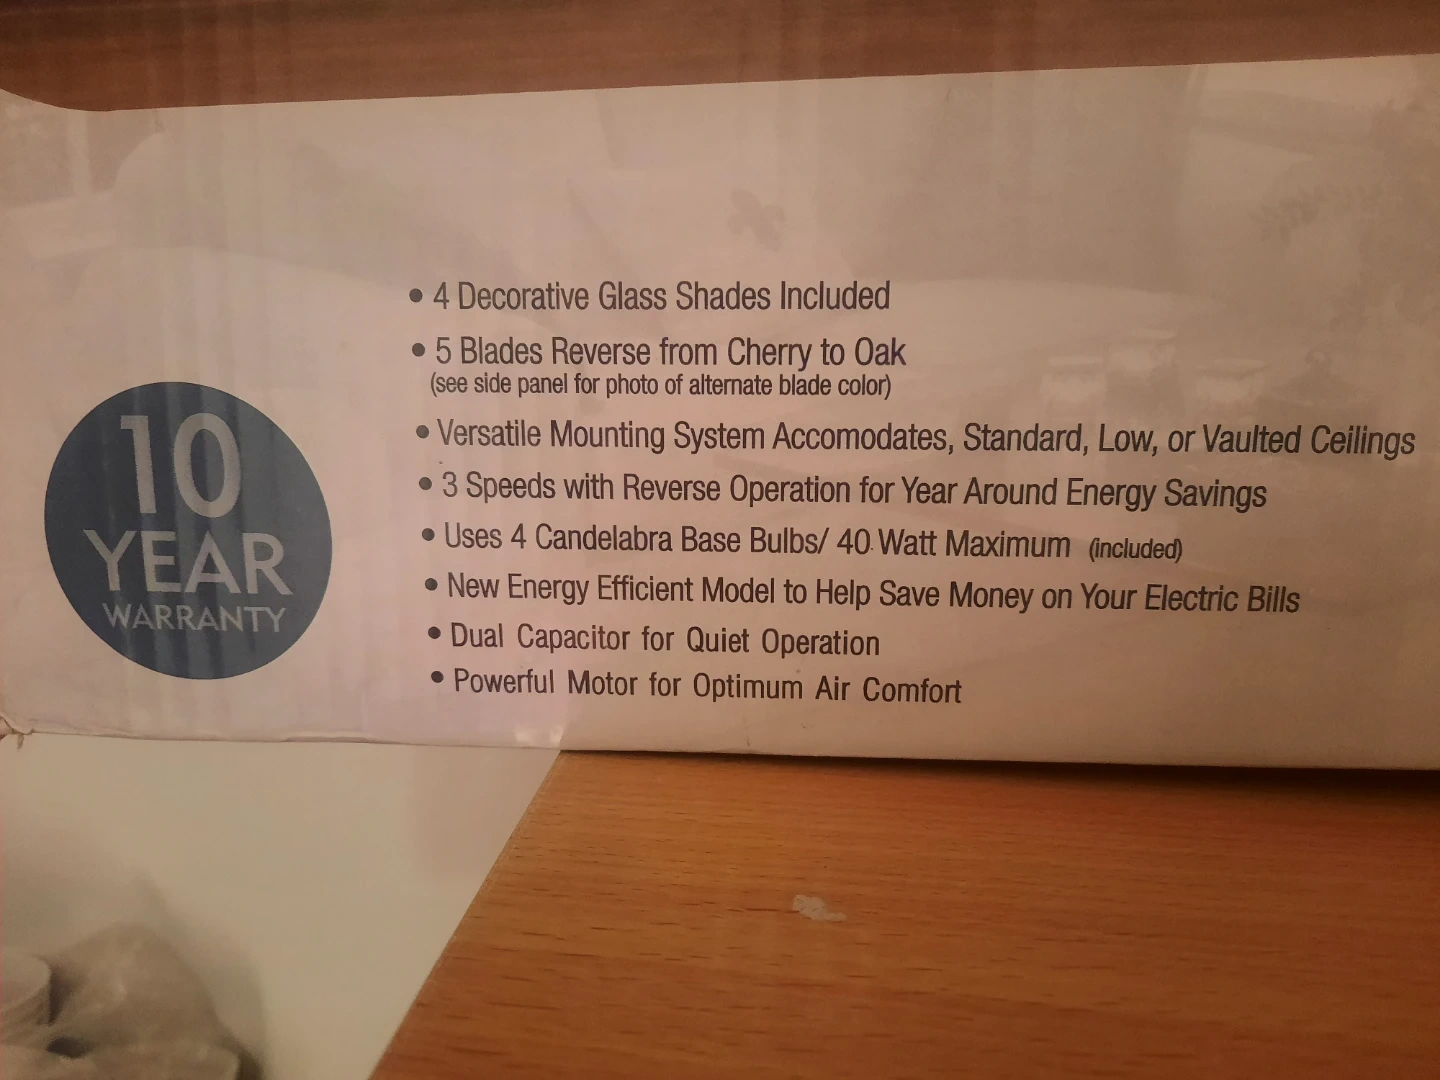 • 4 Decorative Glass Shades Included
• 5 Blades Reverse from Cherry to Oak
(see side panel for photo of alternate blade color)
• Versatile Mounting System Accomodates, Standard, Low, or Vaulted Ceilings
• 3 Speeds with Reverse Operation for Year Around Energy Savings
• Uses 4 Candelabra Base Bulbs/ 40 Watt Maximum (included)
• New Energy Efficient Model to Help Save Money on Your Electric Bills
• Dual Capacitor for Quiet Operation
• Powerful Motor for Optimum Air Comfort
10
YEAR
WARRANTY